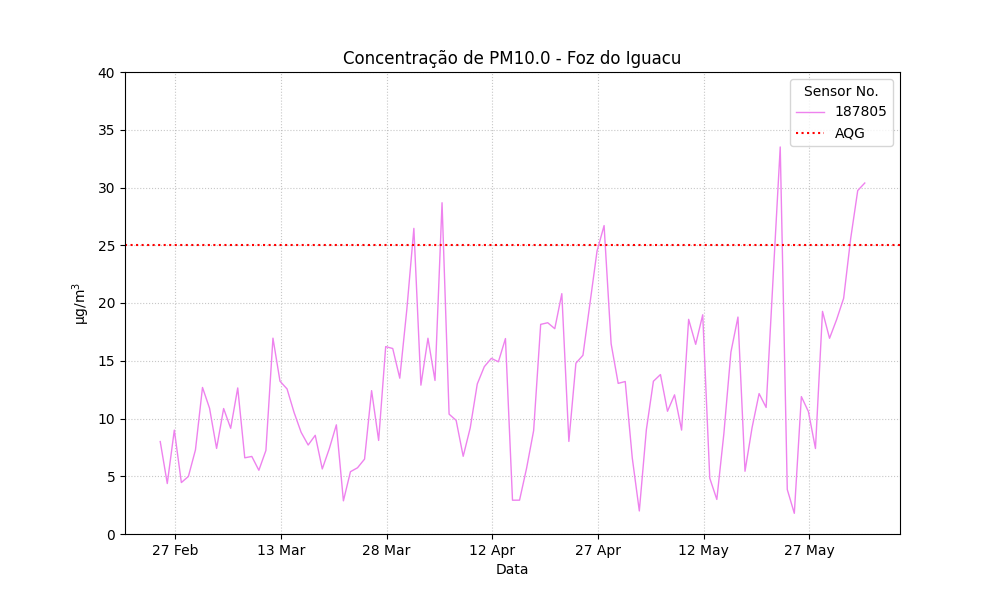 Concentração de PM10.0 - Foz do Iguacu
Sensor No.
187805
AQG
µg/m³
40
35
30
25
20
15
10
5
0
27 Feb
13 Mar
28 Mar
12 Apr
27 Apr
12 May
27 May
Data